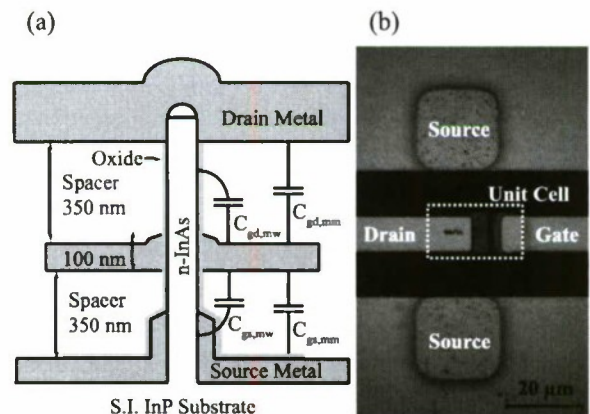 (a)
Drain Metal
Oxide
Spacer
350 nm
C_gd,mw
C_gd,mm
n-InAs
100 nm
Spacer
350 nm
C_gs,mw
C_gs,mm
Source Metal
S.I. InP Substrate
(b)
Source
Unit Cell
Drain
Gate
Source
20 μm